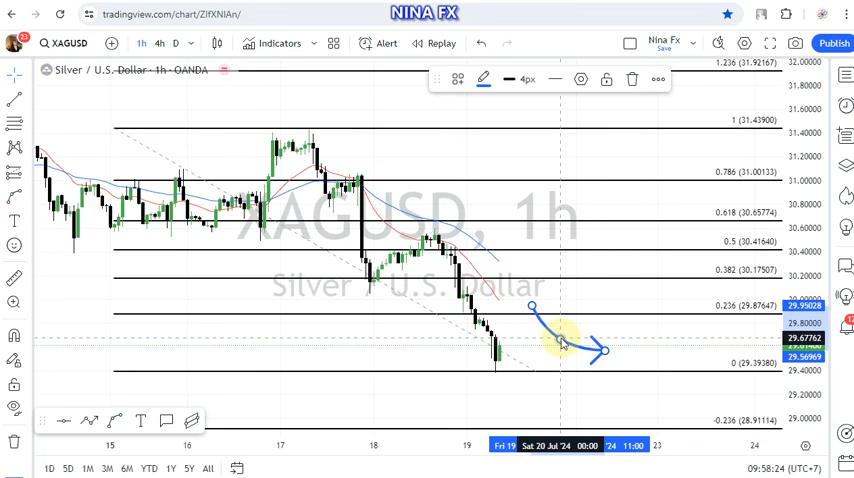 NINA FX
tradingview.com/chart/ZIfXNIAn/
XAGUSD
1h 4h D
Indicators
Alert
Replay
Nina Fx
Save
Publish
Silver / U.S. Dollar · 1h · OANDA
4px
XAGUSD, 1h
Silver / U.S. Dollar
1.236 (31.92167)
1 (31.43900)
0.786 (31.00133)
0.618 (30.65774)
0.5 (30.41640)
0.382 (30.17507)
0.236 (29.87647)
0 (29.39380)
-0.236 (28.91114)
32.00000
31.80000
31.60000
31.40000
31.20000
31.00000
30.80000
30.60000
30.40000
30.20000
30.00000
29.95028
29.80000
29.67762
29.56969
29.40000
29.20000
29.00000
15 16 17 18 19 Fri 19 Sat 20 Jul '24 00:00 '24 11:00 23 24
1D 5D 1M 3M 6M YTD 1Y 5Y All
09:58:24 (UTC+7)